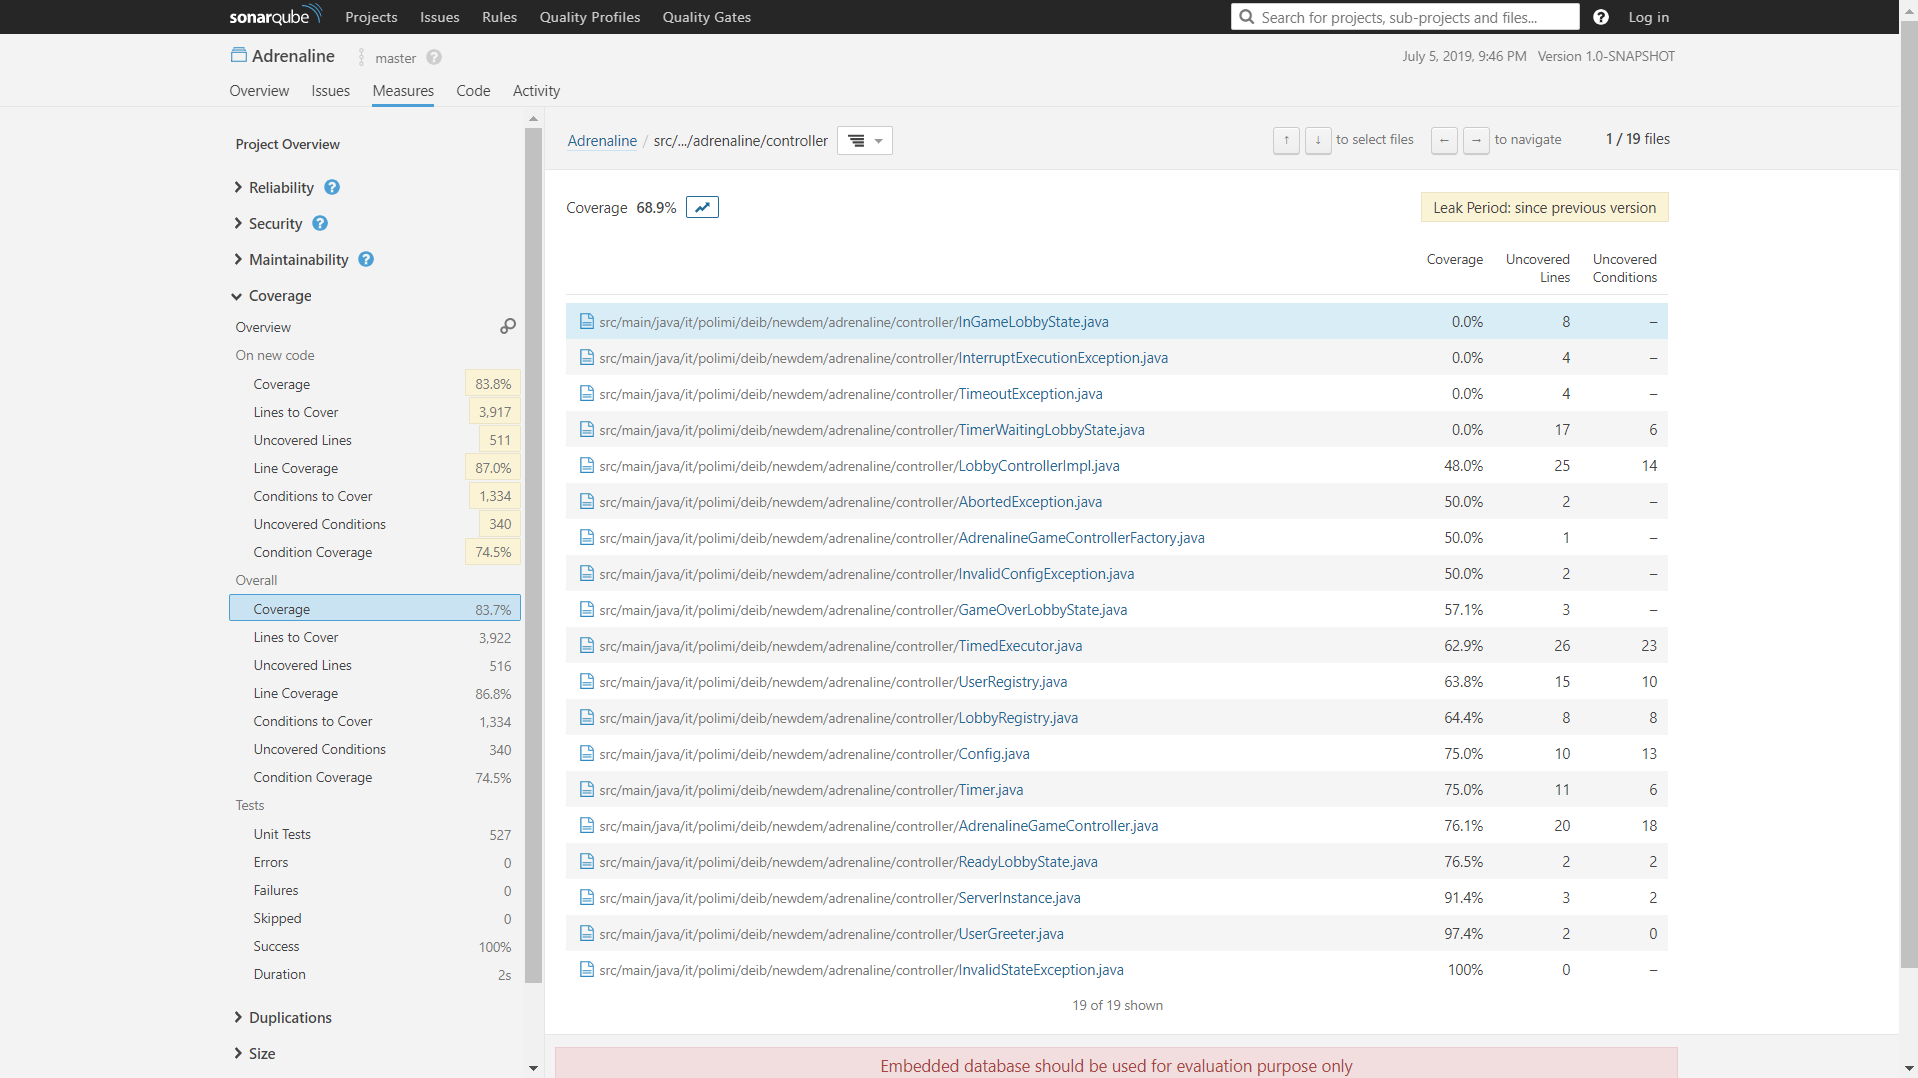 sonarqube Projects Issues Rules Quality Profiles Quality Gates Search for projects, sub-projects and files... ? Log in
Adrenaline master ? July 5, 2019, 9:46 PM Version 1.0-SNAPSHOT
Overview Issues Measures Code Activity
Project Overview
Reliability ?
Security ?
Maintainability ?
Coverage
Overview
On new code
Coverage 83.8%
Lines to Cover 3,917
Uncovered Lines 511
Line Coverage 87.0%
Conditions to Cover 1,334
Uncovered Conditions 340
Condition Coverage 74.5%
Overall
Coverage 83.7%
Lines to Cover 3,922
Uncovered Lines 516
Line Coverage 86.8%
Conditions to Cover 1,334
Uncovered Conditions 340
Condition Coverage 74.5%
Tests
Unit Tests 527
Errors 0
Failures 0
Skipped 0
Success 100%
Duration 2s
Duplications
Size
Adrenaline / src/.../adrenaline/controller ↑ ↓ to select files ← → to navigate 1 / 19 files
Coverage 68.9% Leak Period: since previous version
Coverage Uncovered Uncovered
Lines Conditions
src/main/java/it/polimi/deib/newdem/adrenaline/controller/InGameLobbyState.java 0.0% 8 –
src/main/java/it/polimi/deib/newdem/adrenaline/controller/InterruptExecutionException.java 0.0% 4 –
src/main/java/it/polimi/deib/newdem/adrenaline/controller/TimeoutException.java 0.0% 4 –
src/main/java/it/polimi/deib/newdem/adrenaline/controller/TimerWaitingLobbyState.java 0.0% 17 6
src/main/java/it/polimi/deib/newdem/adrenaline/controller/LobbyControllerImpl.java 48.0% 25 14
src/main/java/it/polimi/deib/newdem/adrenaline/controller/AbortedException.java 50.0% 2 –
src/main/java/it/polimi/deib/newdem/adrenaline/controller/AdrenalineGameControllerFactory.java 50.0% 1 –
src/main/java/it/polimi/deib/newdem/adrenaline/controller/InvalidConfigException.java 50.0% 2 –
src/main/java/it/polimi/deib/newdem/adrenaline/controller/GameOverLobbyState.java 57.1% 3 –
src/main/java/it/polimi/deib/newdem/adrenaline/controller/TimedExecutor.java 62.9% 26 23
src/main/java/it/polimi/deib/newdem/adrenaline/controller/UserRegistry.java 63.8% 15 10
src/main/java/it/polimi/deib/newdem/adrenaline/controller/LobbyRegistry.java 64.4% 8 8
src/main/java/it/polimi/deib/newdem/adrenaline/controller/Config.java 75.0% 10 13
src/main/java/it/polimi/deib/newdem/adrenaline/controller/Timer.java 75.0% 11 6
src/main/java/it/polimi/deib/newdem/adrenaline/controller/AdrenalineGameController.java 76.1% 20 18
src/main/java/it/polimi/deib/newdem/adrenaline/controller/ReadyLobbyState.java 76.5% 2 2
src/main/java/it/polimi/deib/newdem/adrenaline/controller/ServerInstance.java 91.4% 3 2
src/main/java/it/polimi/deib/newdem/adrenaline/controller/UserGreeter.java 97.4% 2 0
src/main/java/it/polimi/deib/newdem/adrenaline/controller/InvalidStateException.java 100% 0 –
19 of 19 shown
Embedded database should be used for evaluation purpose only